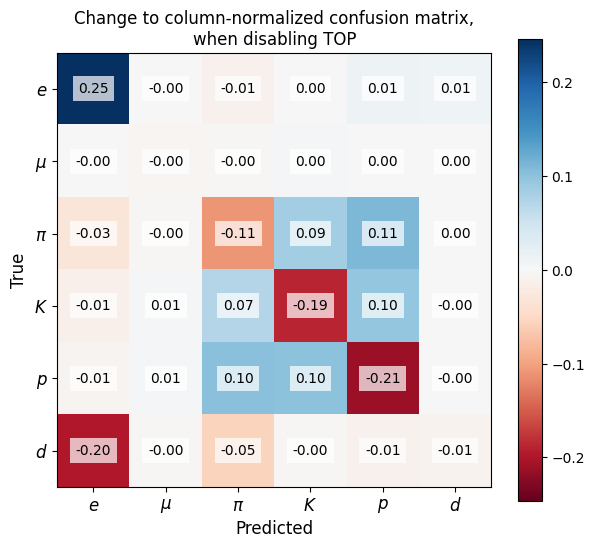 Change to column-normalized confusion matrix,
when disabling TOP
e 0.25 -0.00 -0.01 0.00 0.01 0.01
μ -0.00 -0.00 -0.00 0.00 0.00 0.00
π -0.03 -0.00 -0.11 0.09 0.11 0.00
K -0.01 0.01 0.07 -0.19 0.10 -0.00
p -0.01 0.01 0.10 0.10 -0.21 -0.00
d -0.20 -0.00 -0.05 -0.00 -0.01 -0.01
e μ π K p d
Predicted
True
0.2
0.1
0.0
−0.1
−0.2